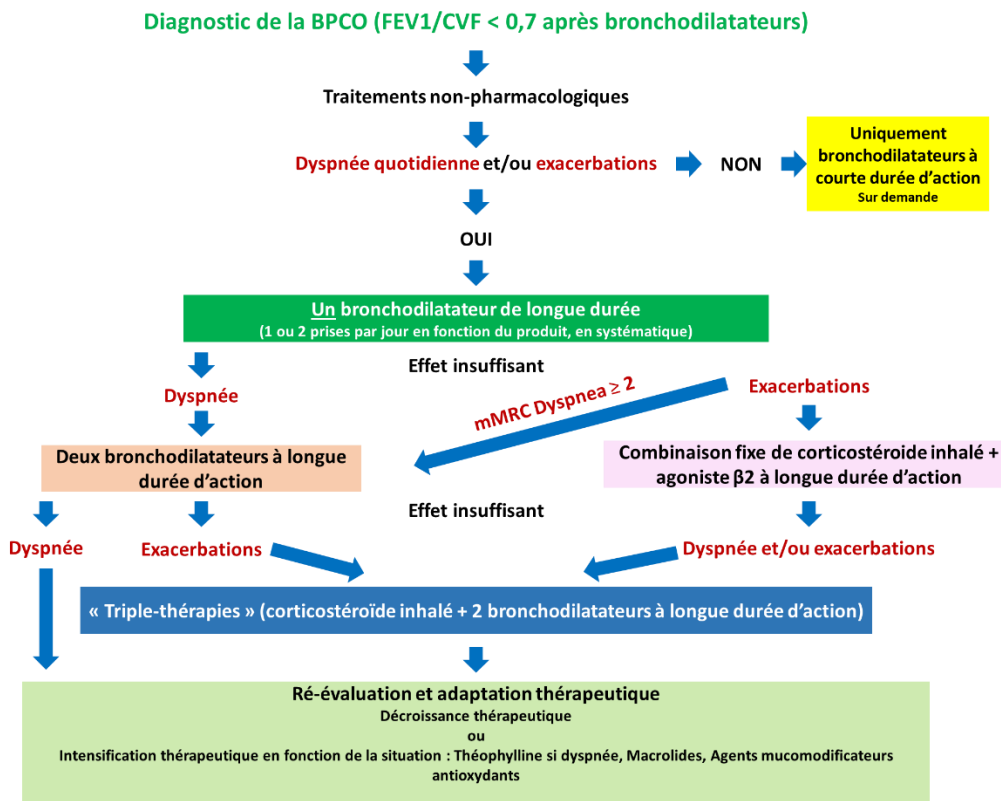 Diagnostic de la BPCO (FEV1/CVF < 0,7 après bronchodilatateurs)
Traitements non-pharmacologiques
Dyspnée quotidienne et/ou exacerbations
NON
Uniquement
bronchodilatateurs à
courte durée d'action
Sur demande
OUI
Un bronchodilatateur de longue durée
(1 ou 2 prises par jour en fonction du produit, en systématique)
Effet insuffisant
Dyspnée
mMRC Dyspnea ≥ 2
Exacerbations
Deux bronchodilatateurs à longue
durée d'action
Combinaison fixe de corticostéroide inhalé +
agoniste β2 à longue durée d'action
Effet insuffisant
Dyspnée
Exacerbations
Dyspnée et/ou exacerbations
« Triple-thérapies » (corticostéroïde inhalé + 2 bronchodilatateurs à longue durée d'action)
Ré-évaluation et adaptation thérapeutique
Décroissance thérapeutique
ou
Intensification thérapeutique en fonction de la situation : Théophylline si dyspnée, Macrolides, Agents mucomodificateurs
antioxydants